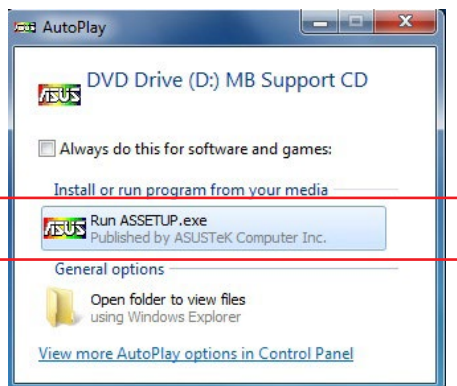 AutoPlay
DVD Drive (D:) MB Support CD
ASUS
Always do this for software and games:
Install or run program from your media
ASUS
Run ASSETUP.exe
Published by ASUSTeK Computer Inc.
General options
Open folder to view files
using Windows Explorer
View more AutoPlay options in Control Panel